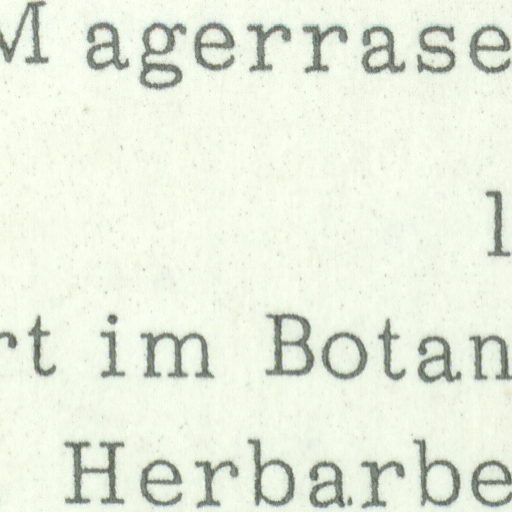 M agerrase
l
rt im Botan
Herbarbe